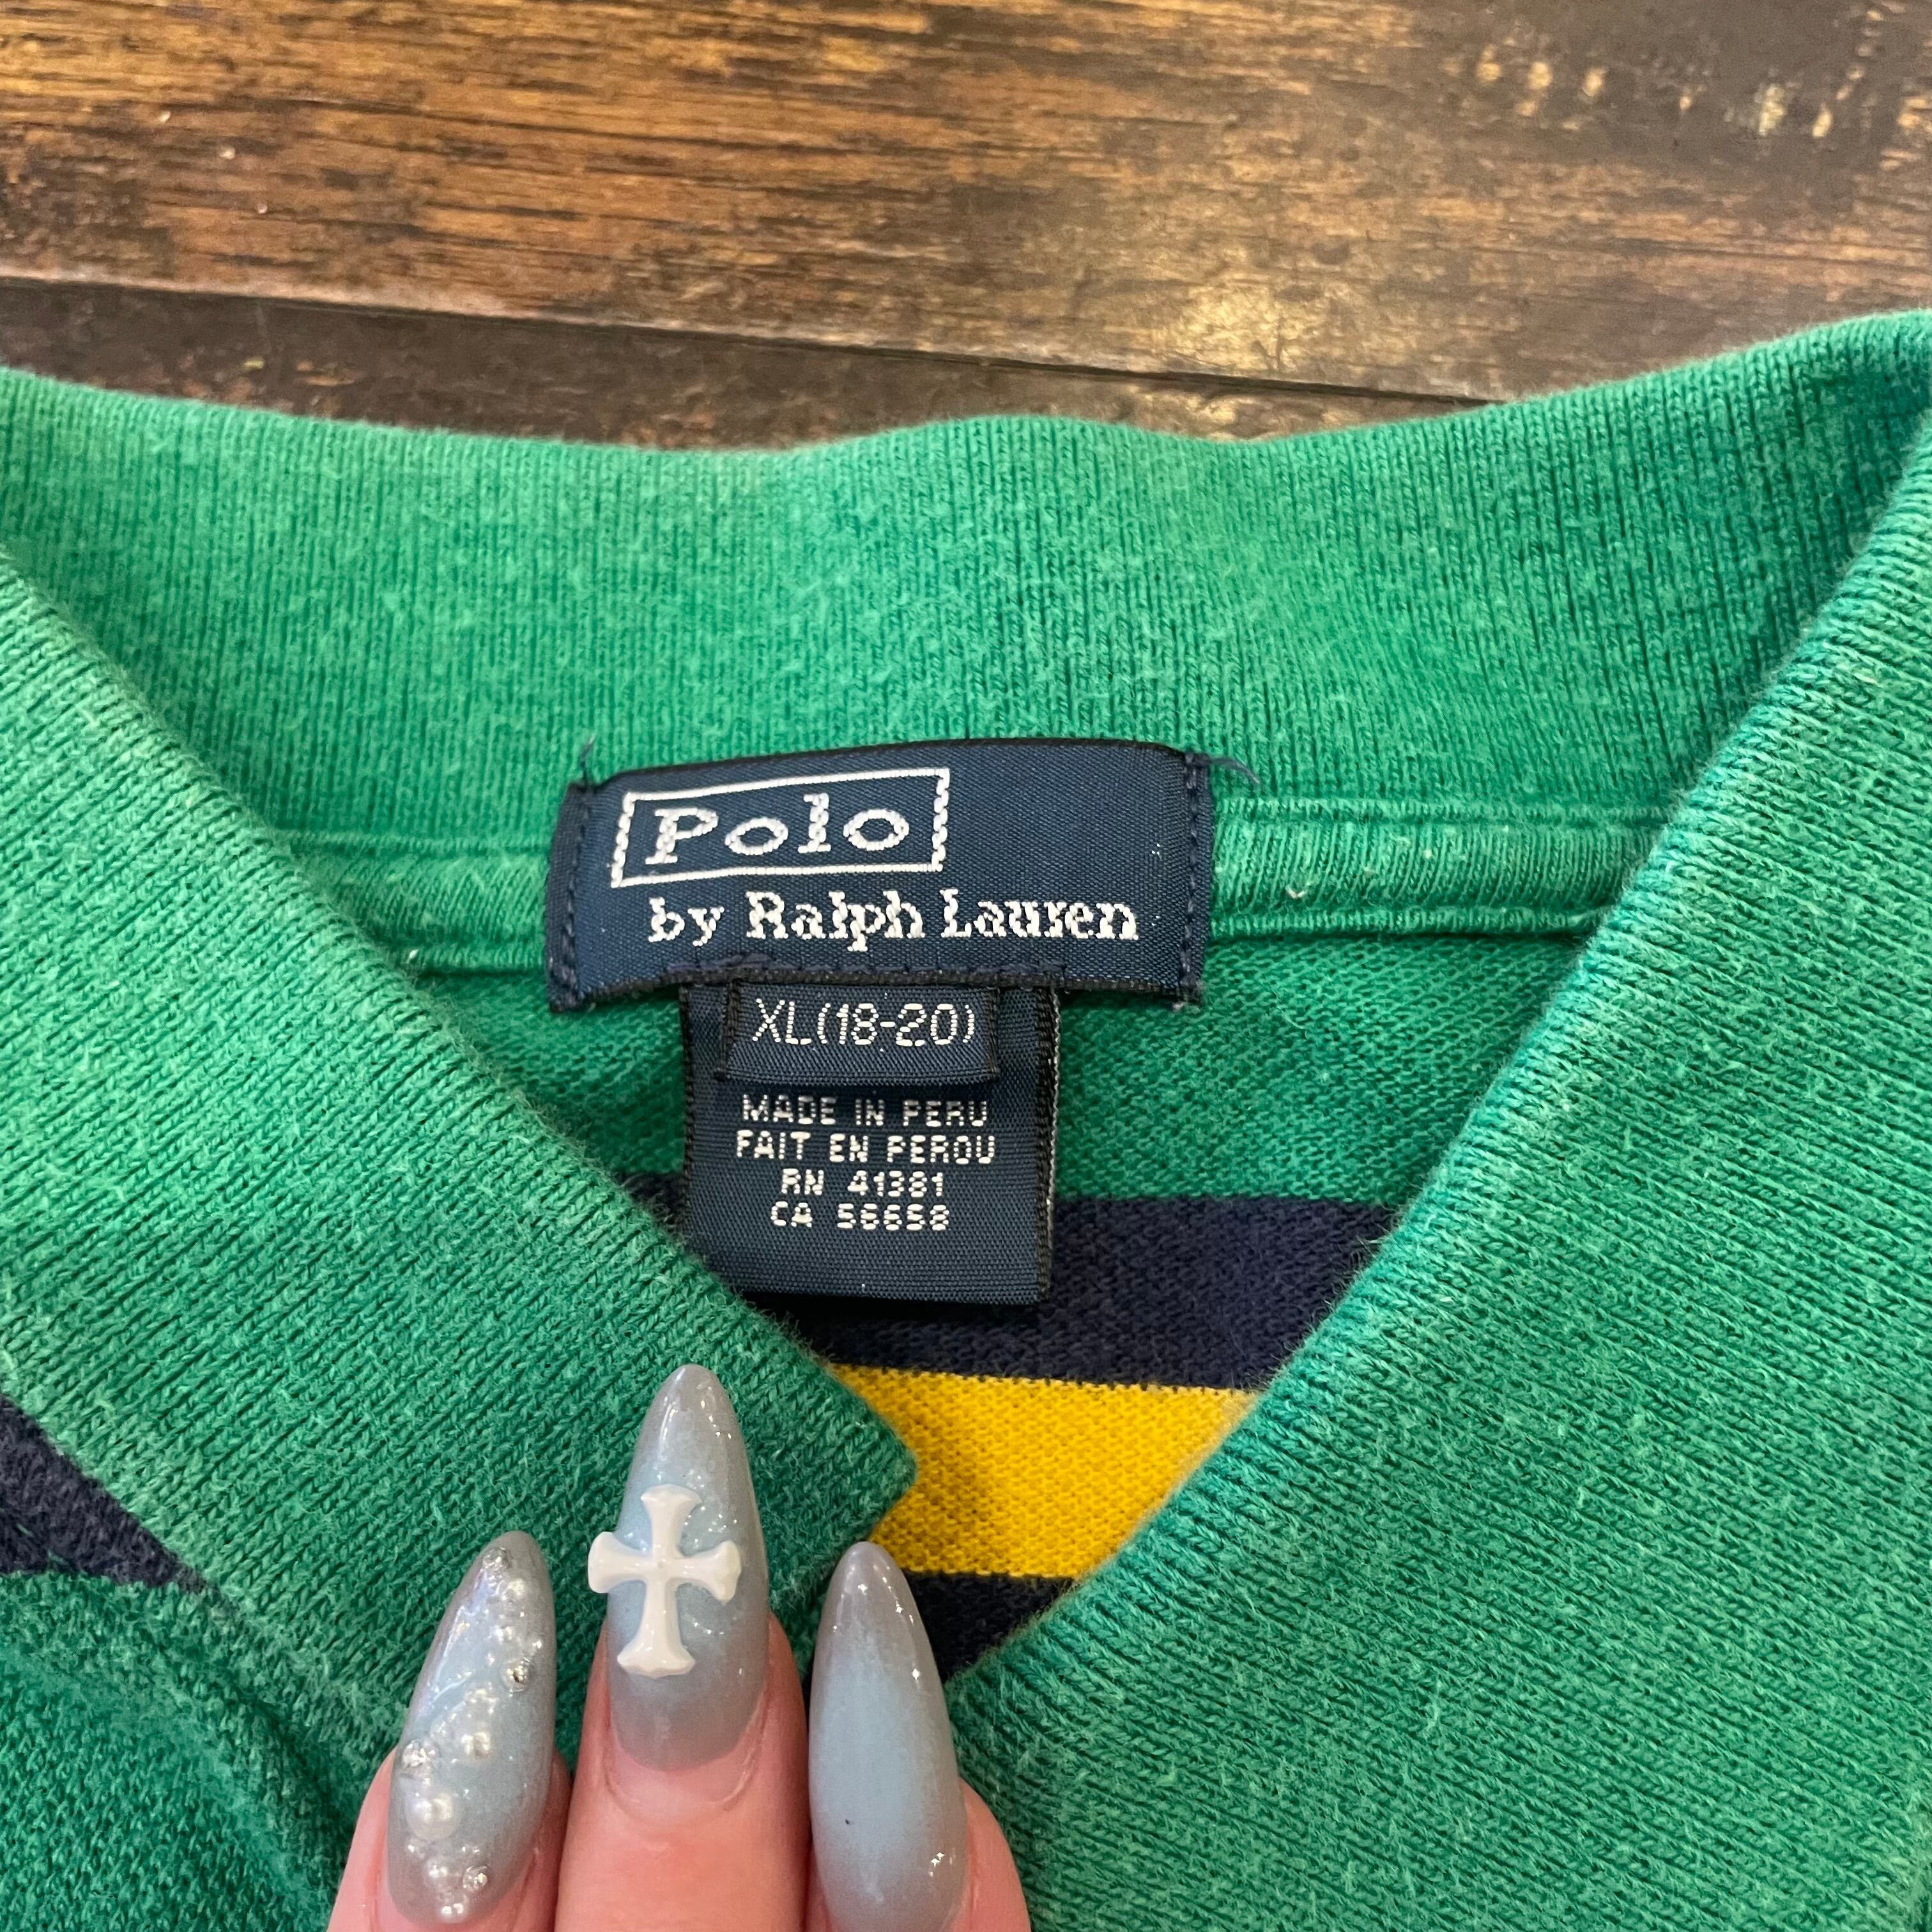 Polo
by Ralph Lauren
XL(18-20)
MADE IN PERU
FAIT EN PEROU
RN 41381
CA 56658